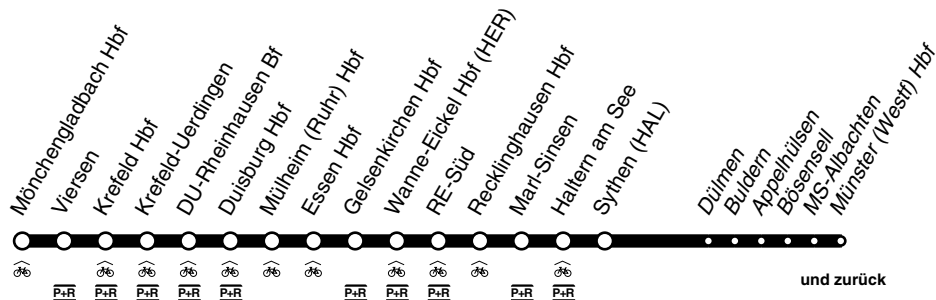 Mönchengladbach Hbf
Viersen
Krefeld Hbf
Krefeld-Uerdingen
DU-Rheinhausen Bf
Duisburg Hbf
Mülheim (Ruhr) Hbf
Essen Hbf
Gelsenkirchen Hbf
Wanne-Eickel Hbf (HER)
RE-Süd
Recklinghausen Hbf
Marl-Sinsen
Haltern am See
Sythen (HAL)
Dülmen
Buldern
Appelhülsen
Bösensell
MS-Albachten
Münster (Westf) Hbf
P+R P+R P+R P+R P+R P+R P+R P+R P+R P+R
und zurück